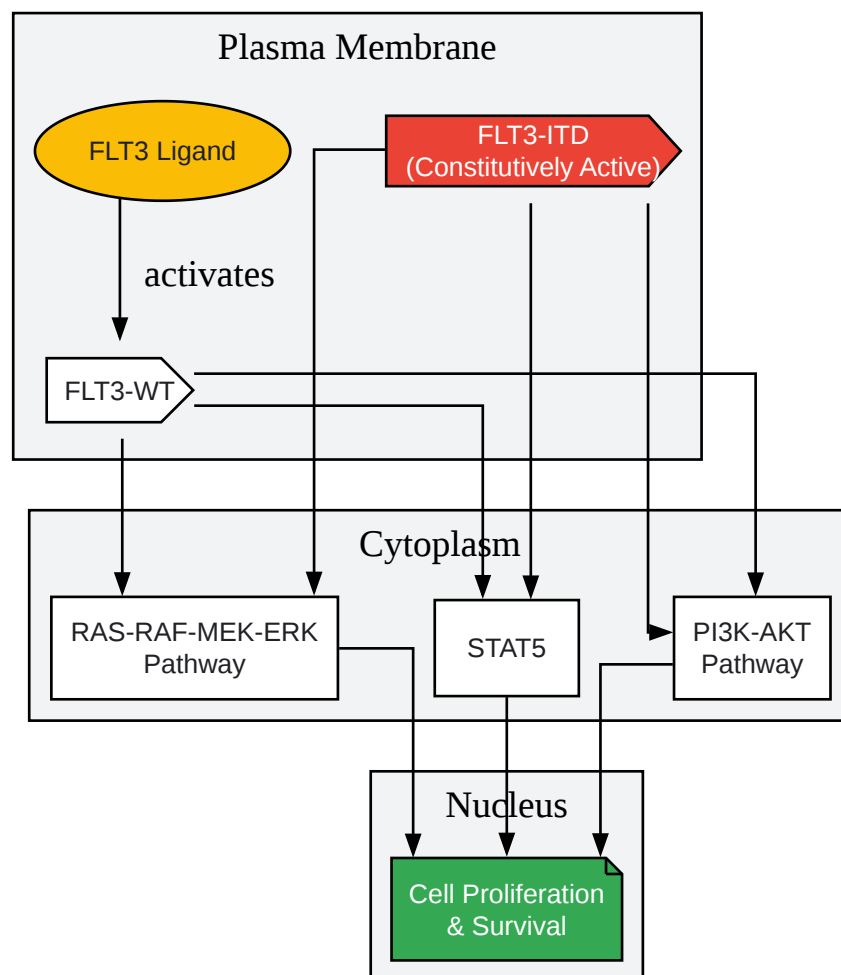 Plasma Membrane
FLT3 Ligand
FLT3-ITD
(Constitutively Active)
activates
FLT3-WT
Cytoplasm
RAS-RAF-MEK-ERK
Pathway
STAT5
PI3K-AKT
Pathway
Nucleus
Cell Proliferation
& Survival